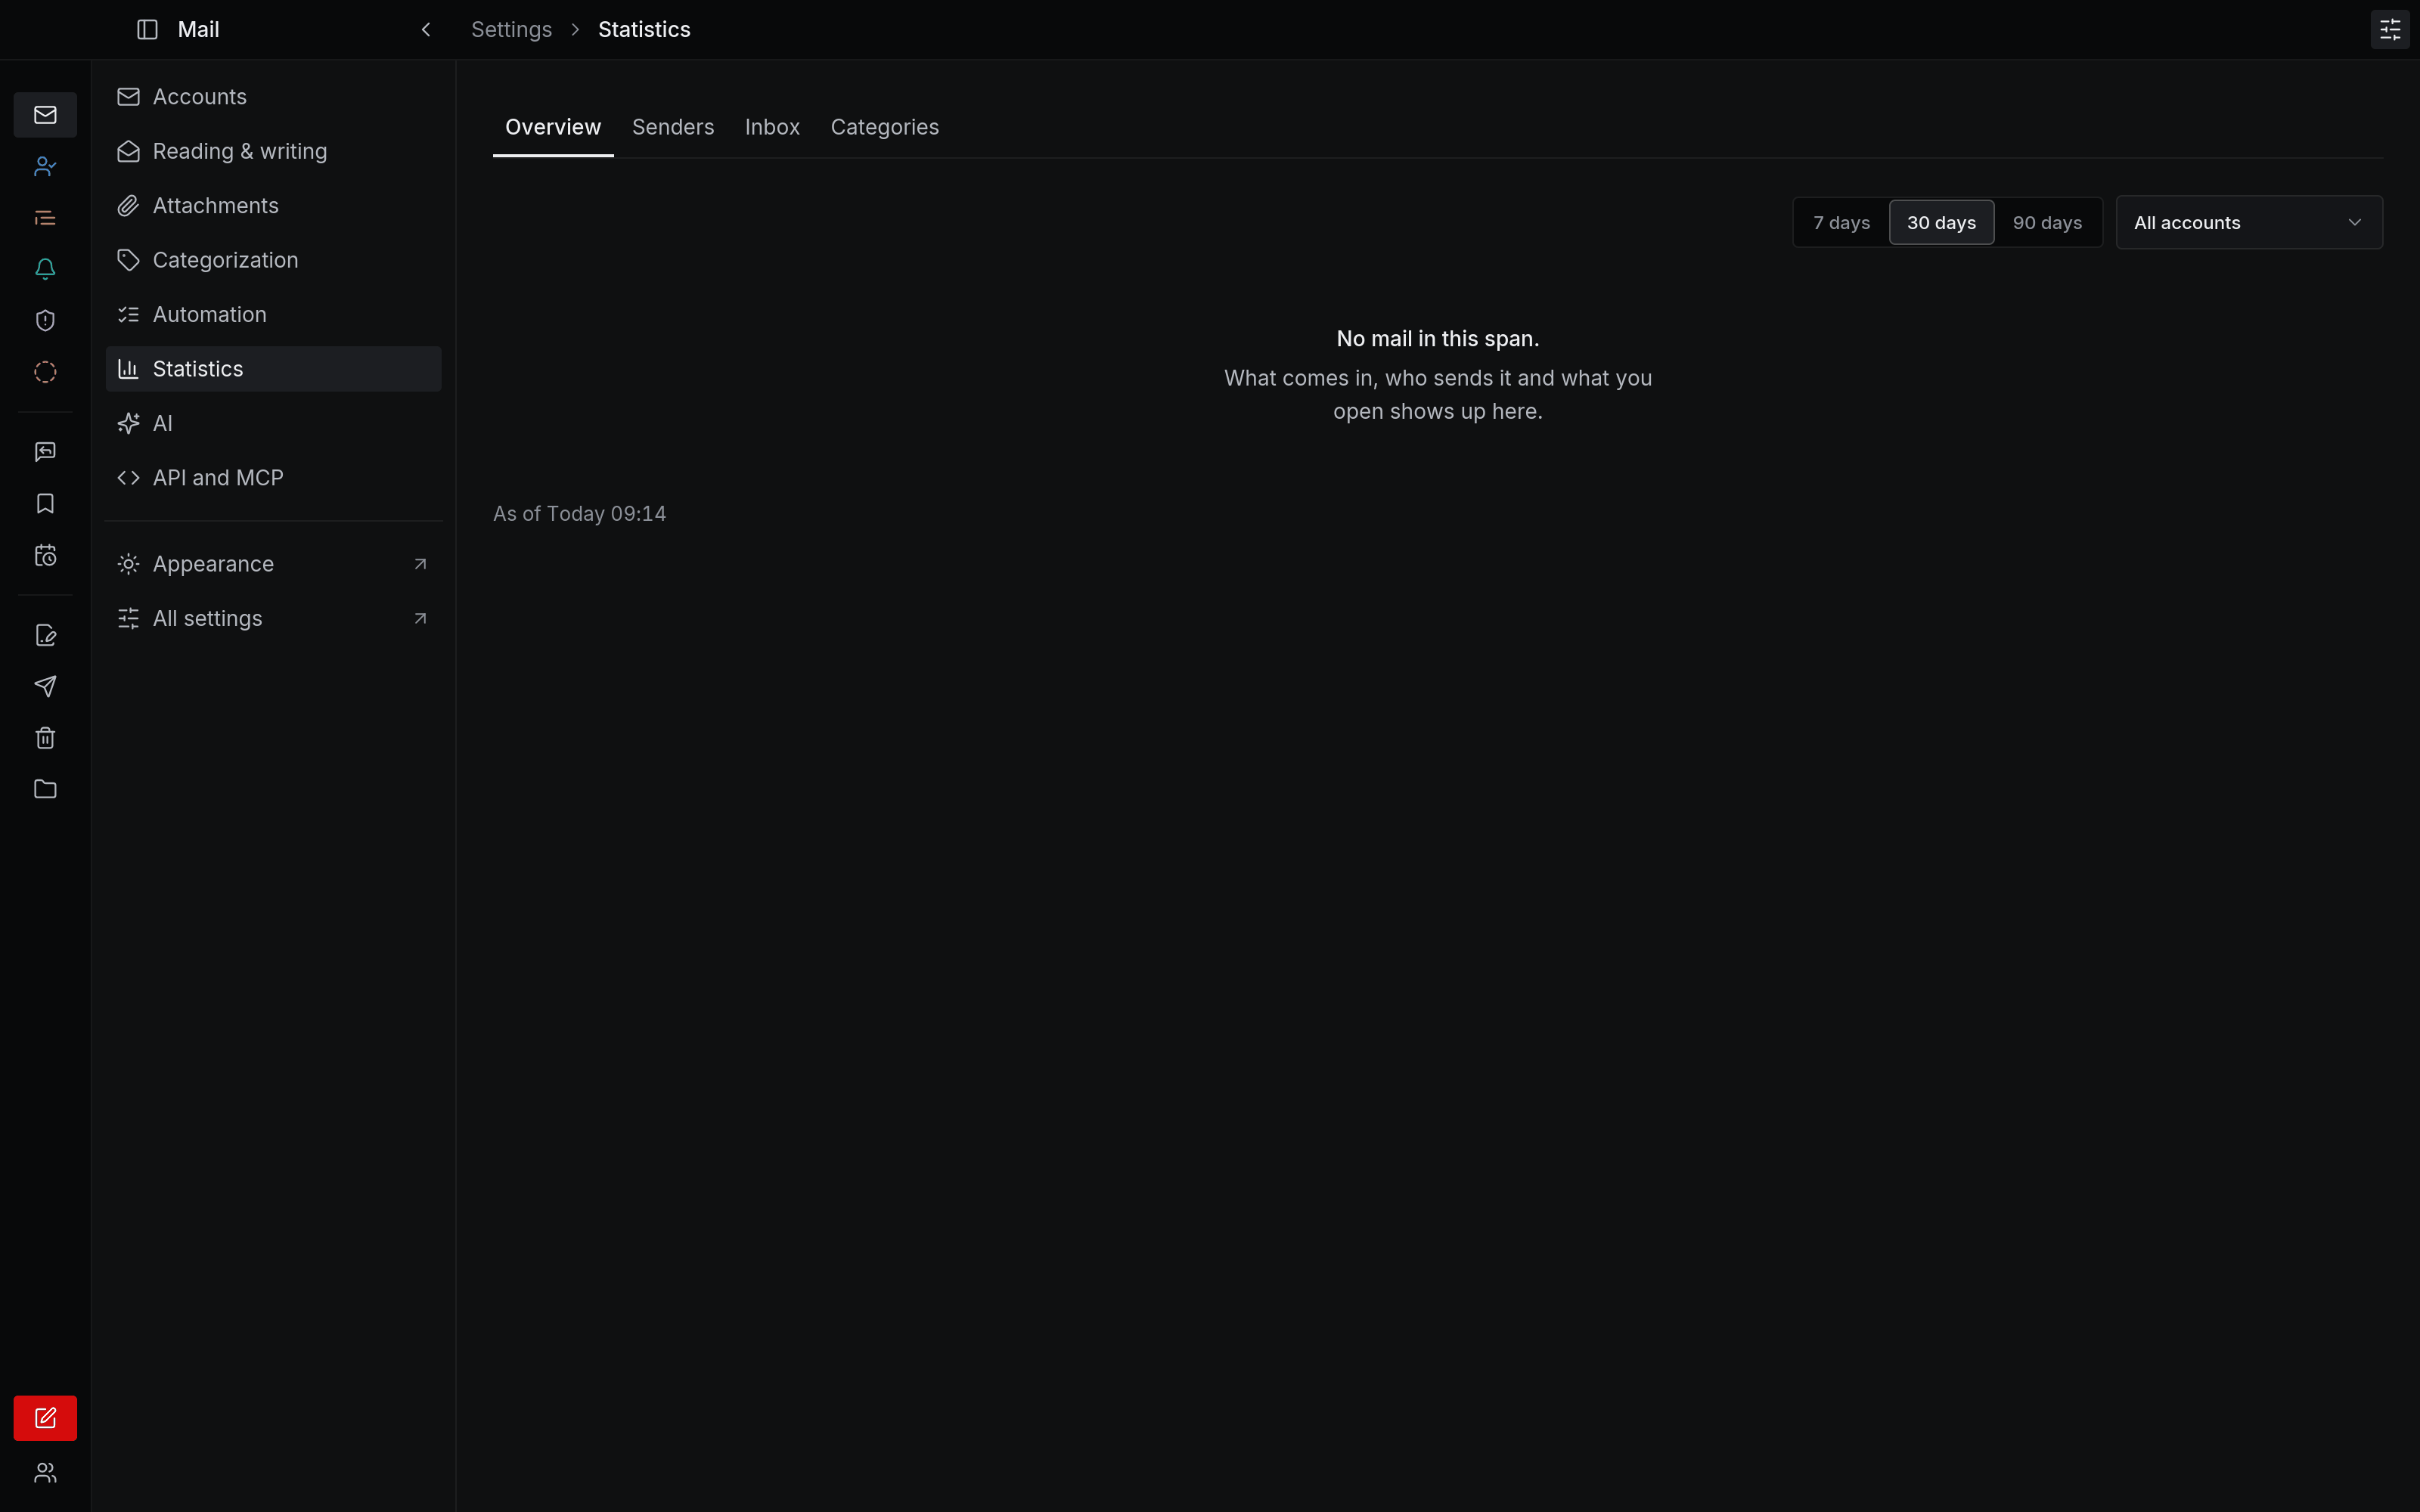 Mail
Settings > Statistics
Accounts
Reading & writing
Attachments
Categorization
Automation
Statistics
AI
API and MCP
Appearance
All settings
Overview Senders Inbox Categories
7 days 30 days 90 days All accounts
No mail in this span.
What comes in, who sends it and what you
open shows up here.
As of Today 09:14